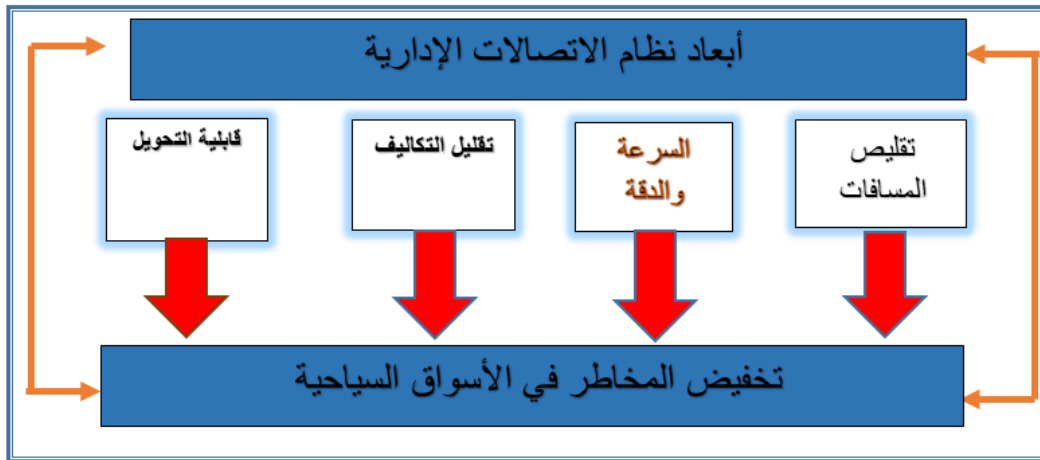 أبعاد نظام الاتصالات الإدارية
تقليص
المسافات
السرعة
والدقة
تقليل التكاليف
قابلية التحويل
تخفيض المخاطر في الأسواق السياحية